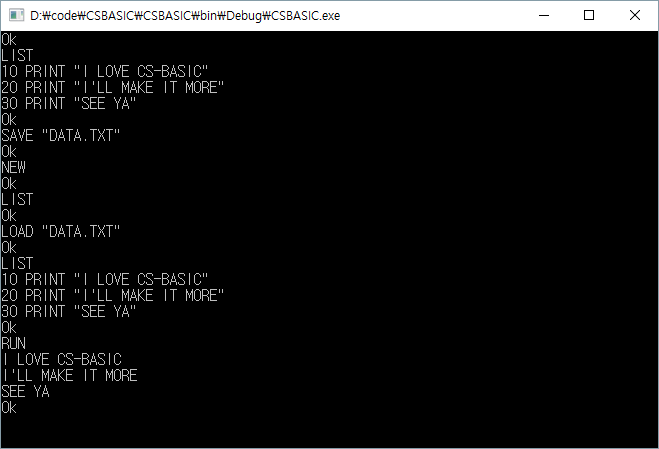 D:₩code₩CSBASIC₩CSBASIC₩bin₩Debug₩CSBASIC.exe
Ok
LIST
10 PRINT "I LOVE CS-BASIC"
20 PRINT "I'LL MAKE IT MORE"
30 PRINT "SEE YA"
Ok
SAVE "DATA.TXT"
Ok
NEW
Ok
LIST
Ok
LOAD "DATA.TXT"
Ok
LIST
10 PRINT "I LOVE CS-BASIC"
20 PRINT "I'LL MAKE IT MORE"
30 PRINT "SEE YA"
Ok
RUN
I LOVE CS-BASIC
I'LL MAKE IT MORE
SEE YA
Ok